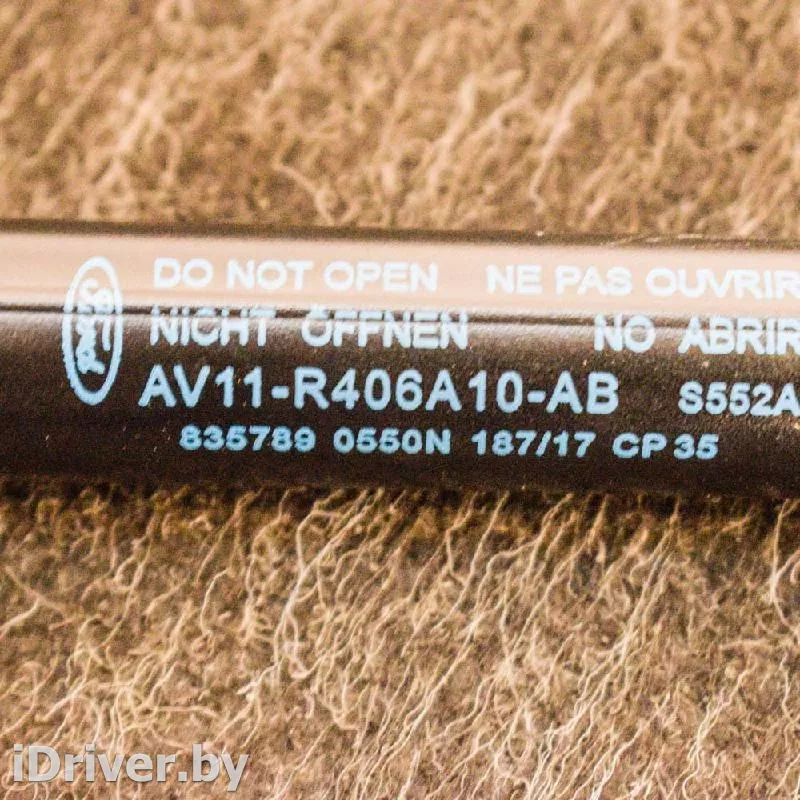 DO NOT OPEN NE PAS OUVRIR
NICHT ÖFFNEN NO ABRIR
AV11-R406A10-AB S552A
835789 0550N 187/17 CP 35
iDriver.by